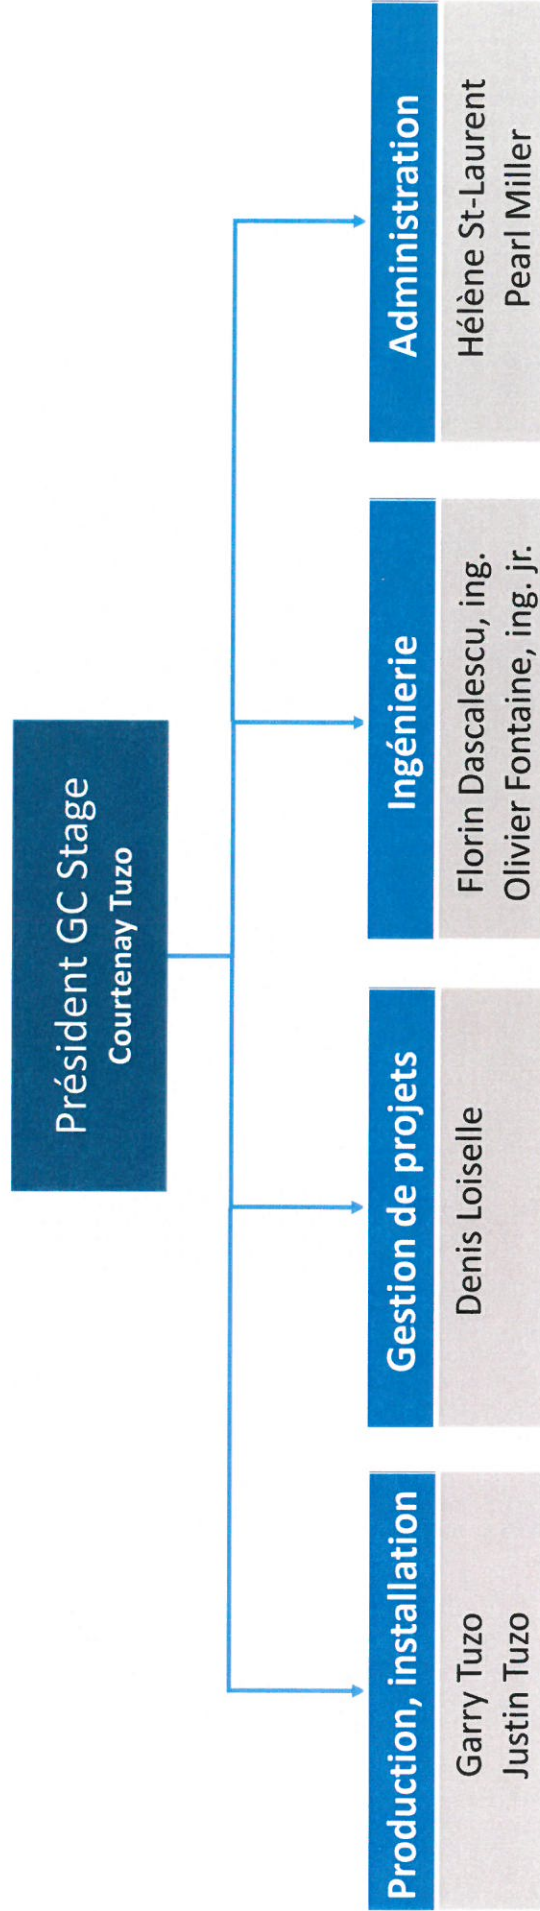 Président GC Stage
Courtenay Tuzo
Production, installation
Garry Tuzo
Justin Tuzo
Gestion de projets
Denis Loiselle
Ingénierie
Florin Dascalescu, ing.
Olivier Fontaine, ing. jr.
Administration
Hélène St-Laurent
Pearl Miller